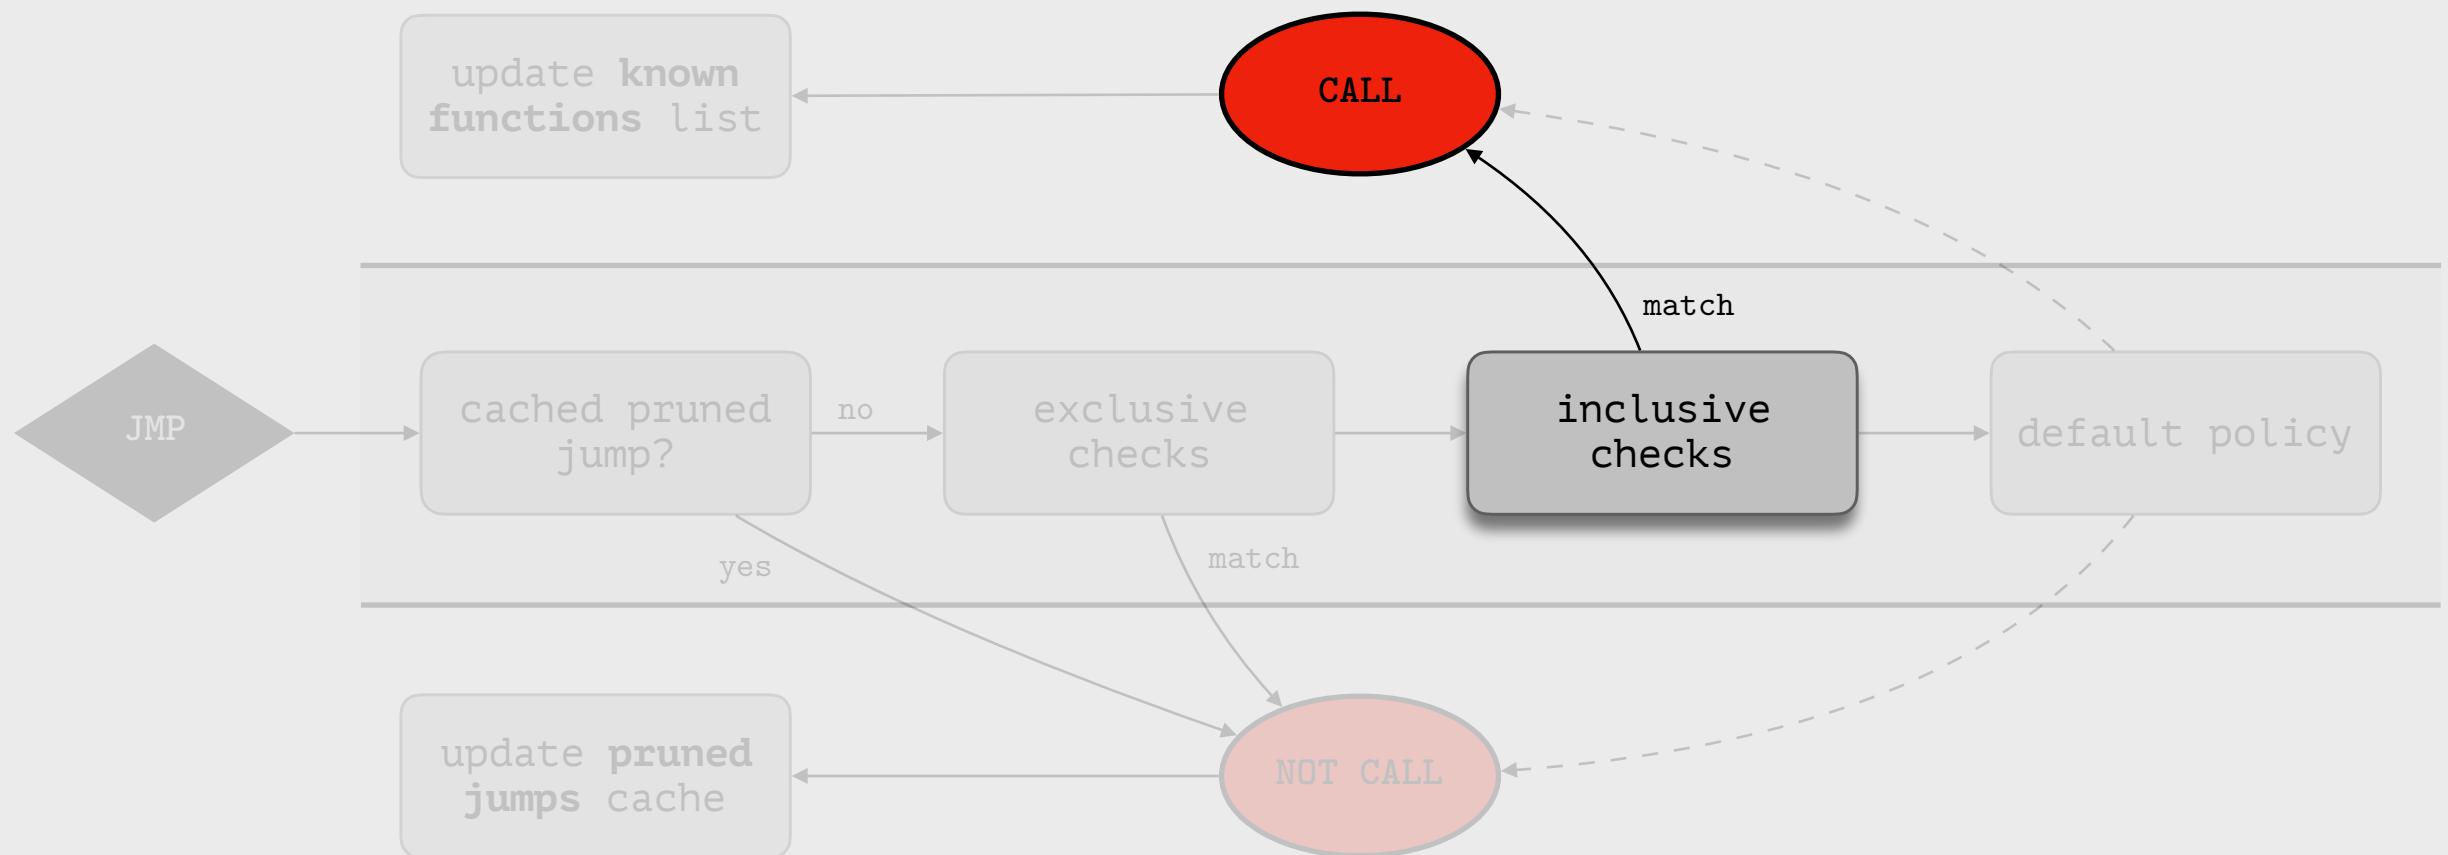 update known
functions list
CALL
match
JMP
cached pruned
jump?
no
exclusive
checks
inclusive
checks
default policy
yes
match
update pruned
jumps cache
NOT CALL